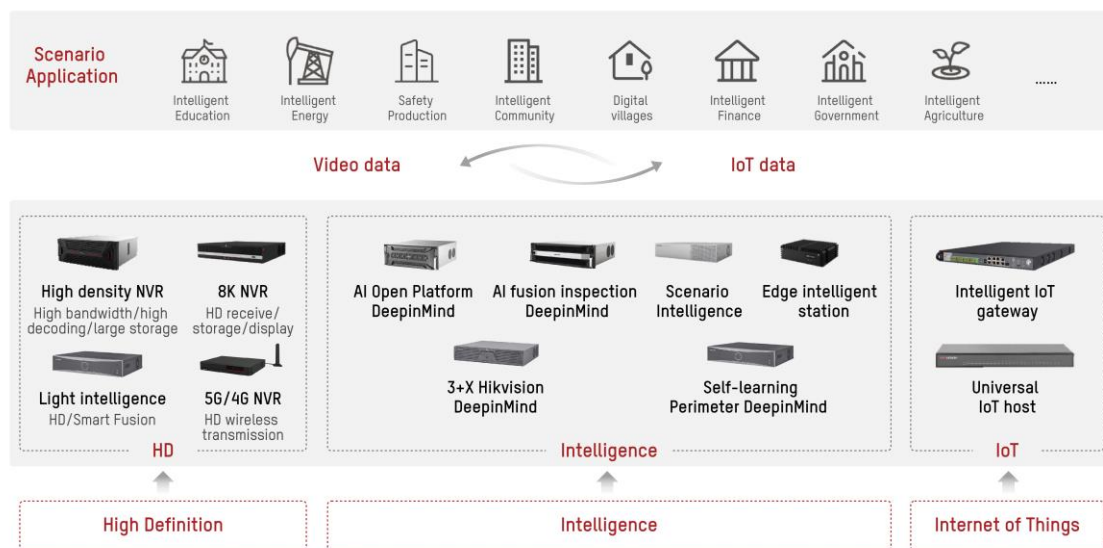 Scenario
Application
Intelligent
Education
Intelligent
Energy
Safety
Production
Intelligent
Community
Digital
villages
Intelligent
Finance
Intelligent
Government
Intelligent
Agriculture
......
Video data
IoT data
High density NVR
High bandwidth/high
decoding/large storage
8K NVR
HD receive/
storage/display
Light intelligence
HD/Smart Fusion
5G/4G NVR
HD wireless
transmission
HD
AI Open Platform
DeepinMind
AI fusion inspection
DeepinMind
Scenario
Intelligence
Edge intelligent
station
3+X Hikvision
DeepinMind
Self-learning
Perimeter DeepinMind
Intelligence
Intelligent IoT
gateway
Universal
IoT host
IoT
High Definition
Intelligence
Internet of Things